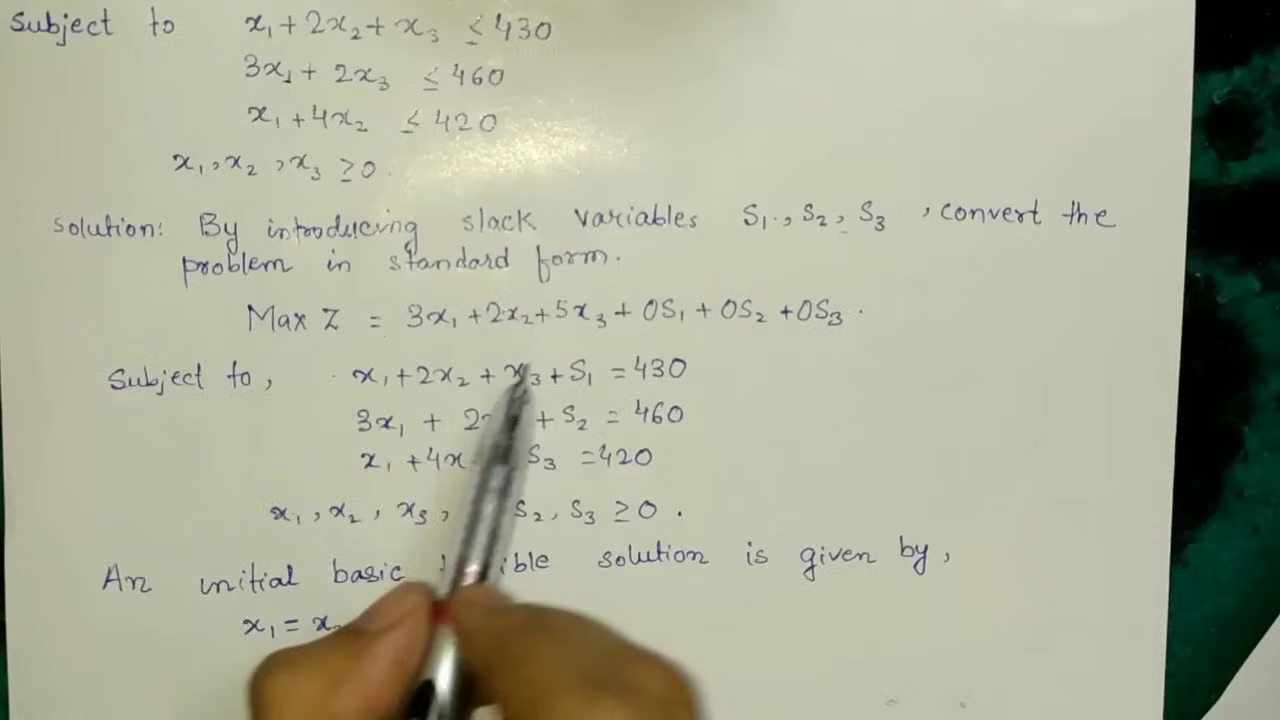 Subject to x₁ + 2x₂ + x₃ ≤ 430
3x₁ + 2x₃ ≤ 460
x₁ + 4x₂ ≤ 420
x₁, x₂, x₃ ≥ 0.
Solution: By introducing slack variables S₁, S₂, S₃, convert the
problem in standard form.
Max Z = 3x₁ + 2x₂ + 5x₃ + 0S₁ + 0S₂ + 0S₃.
Subject to, x₁ + 2x₂ + x₃ + S₁ = 430
3x₁ + 2 + S₂ = 460
x₁ + 4x S₃ = 420
x₁, x₂, x₃, S₂, S₃ ≥ 0.
An initial basic solution is given by,
x₁ =